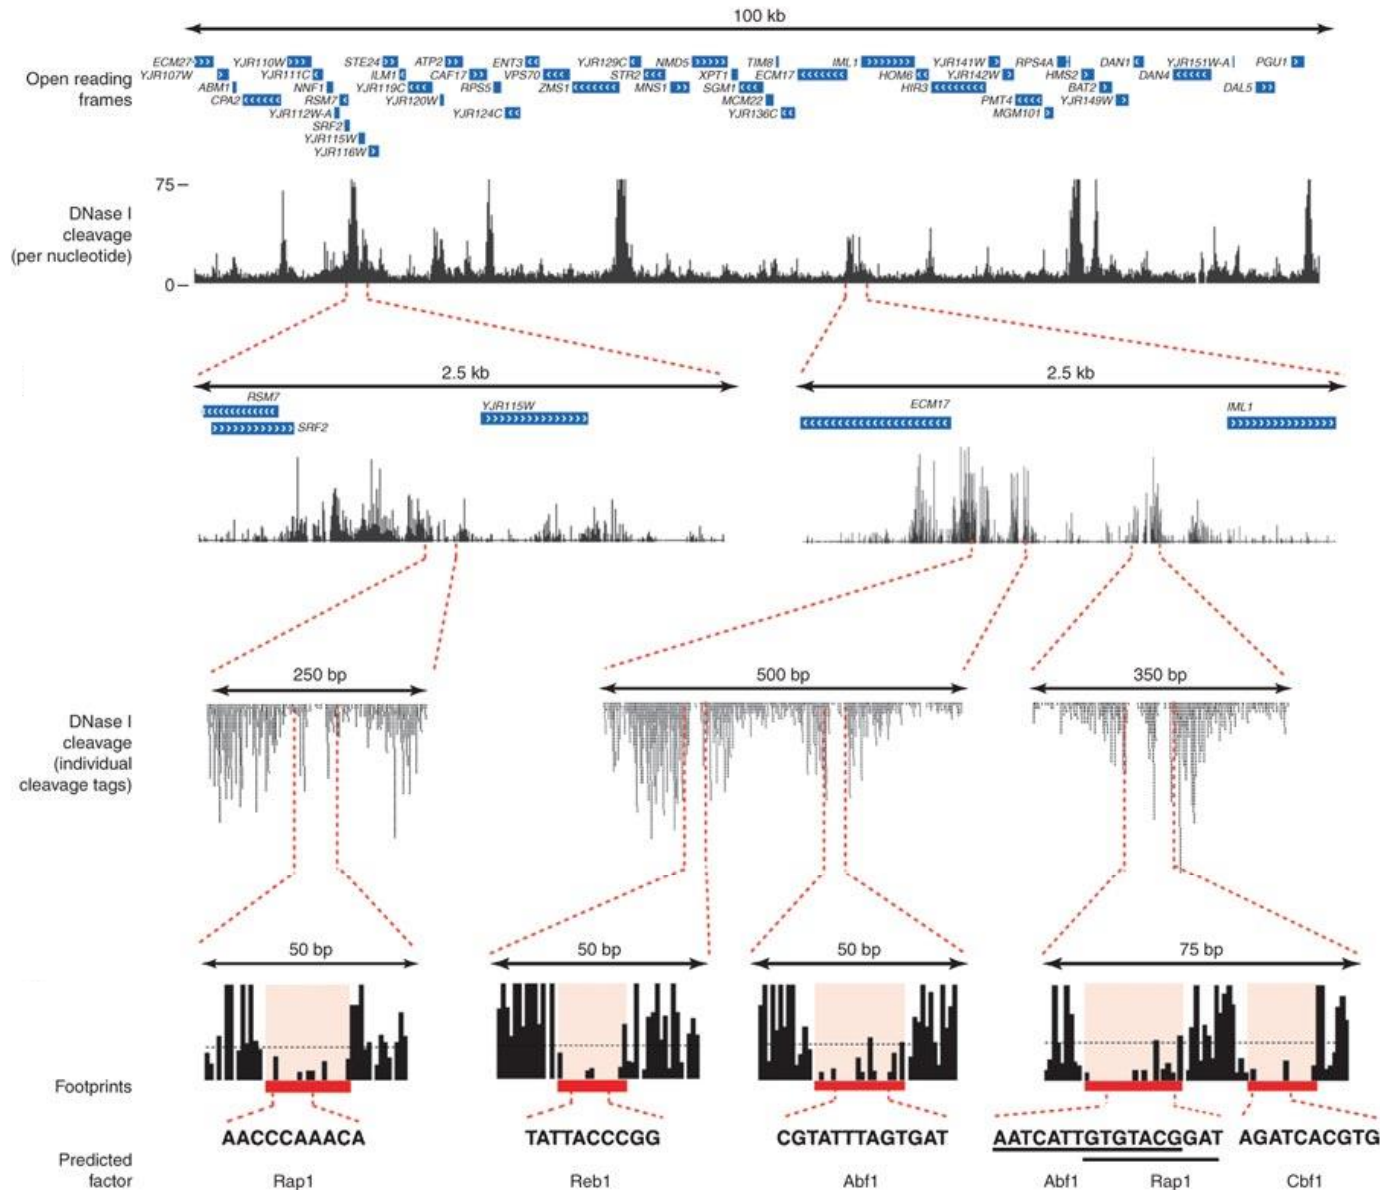 100 kb
Open reading
frames
ECM27 YJR110W STE24 ATP2 ENT3 YJR129C NMD5 TIM8 IML1 YJR141W RPS4A DAN1 YJR151W-A PGU1
YJR107W YJR111C ILM1 CAF17 VPS70 STR2 XPT1 ECM17 HOM6 YJR142W HMS2 DAN4
ABM1 NNF1 YJR119C RPS5 ZMS1 MNS1 SGM1 HIR3 BAT2 DAL5
CPA2 RSM7 YJR120W MCM22 PMT4 YJR149W
YJR112W-A YJR124C YJR136C MGM101
SRF2
YJR115W
YJR116W
75
DNase I
cleavage
(per nucleotide)
0
2.5 kb 2.5 kb
RSM7 YJR115W ECM17 IML1
SRF2
250 bp 500 bp 350 bp
DNase I
cleavage
(individual
cleavage tags)
50 bp 50 bp 50 bp 75 bp
Footprints
AACCCAAACA TATTACCCGG CGTATTTAGTGAT AATCATTGTGTACGGAT AGATCACGTG
Predicted
factor
Rap1 Reb1 Abf1 Abf1 Rap1 Cbf1